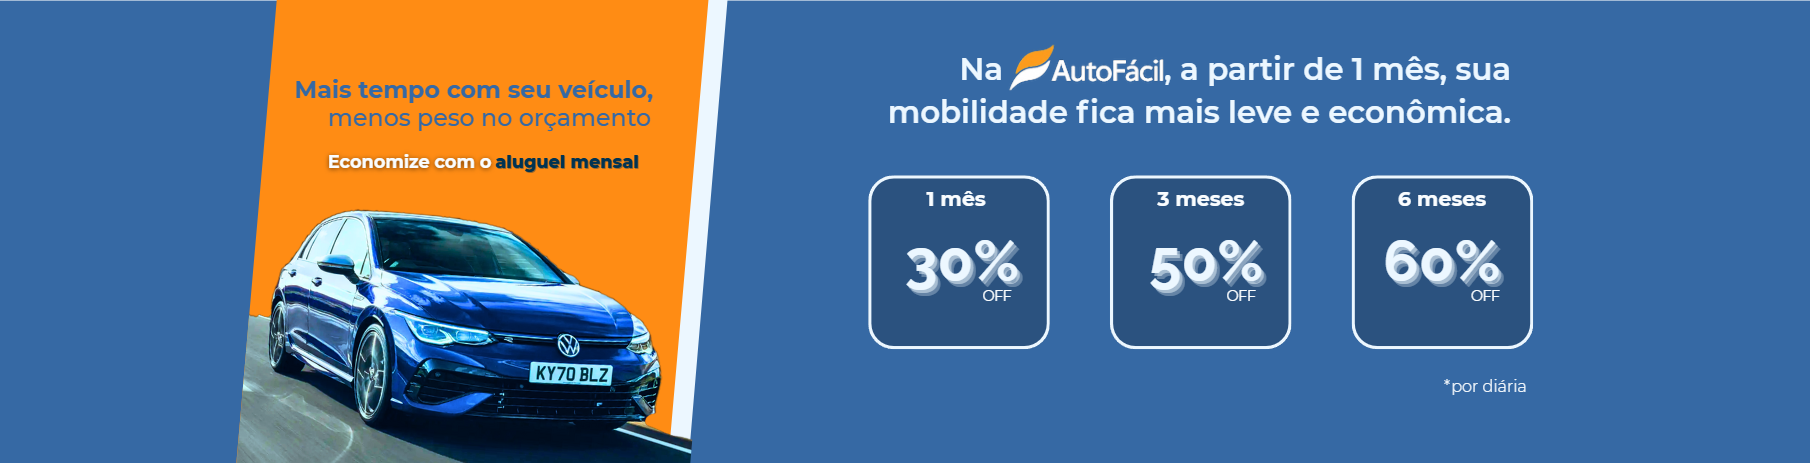 Mais tempo com seu veículo,
menos peso no orçamento
Economize com o aluguel mensal
KY70 BLZ
Na AutoFácil, a partir de 1 mês, sua
mobilidade fica mais leve e econômica.
1 mês
30%
OFF
3 meses
50%
OFF
6 meses
60%
OFF
*por diária